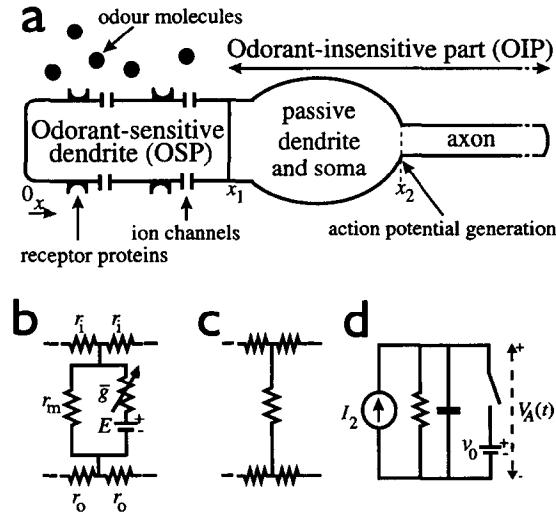 a
odour molecules
Odorant-insensitive part (OIP)
Odorant-sensitive
dendrite (OSP)
passive
dendrite
and soma
axon
0
x
x₁
x₂
ion channels
receptor proteins
action potential generation
b
c
d
rᵢ rᵢ
rₘ
g̅
E
+
-
rₒ rₒ
I₂
v₀
+
-
+
V_A(t)
-